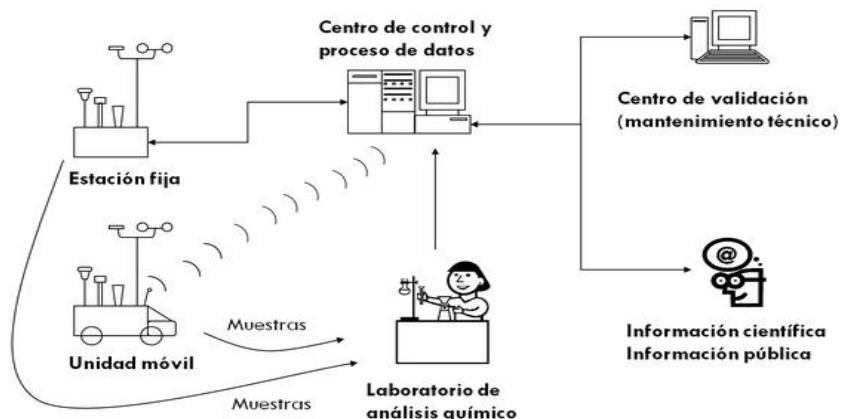 Centro de control y
proceso de datos
Centro de validación
(mantenimiento técnico)
Estación fija
@
Muestras
Unidad móvil
Información científica
Información pública
Laboratorio de
análisis químico
Muestras